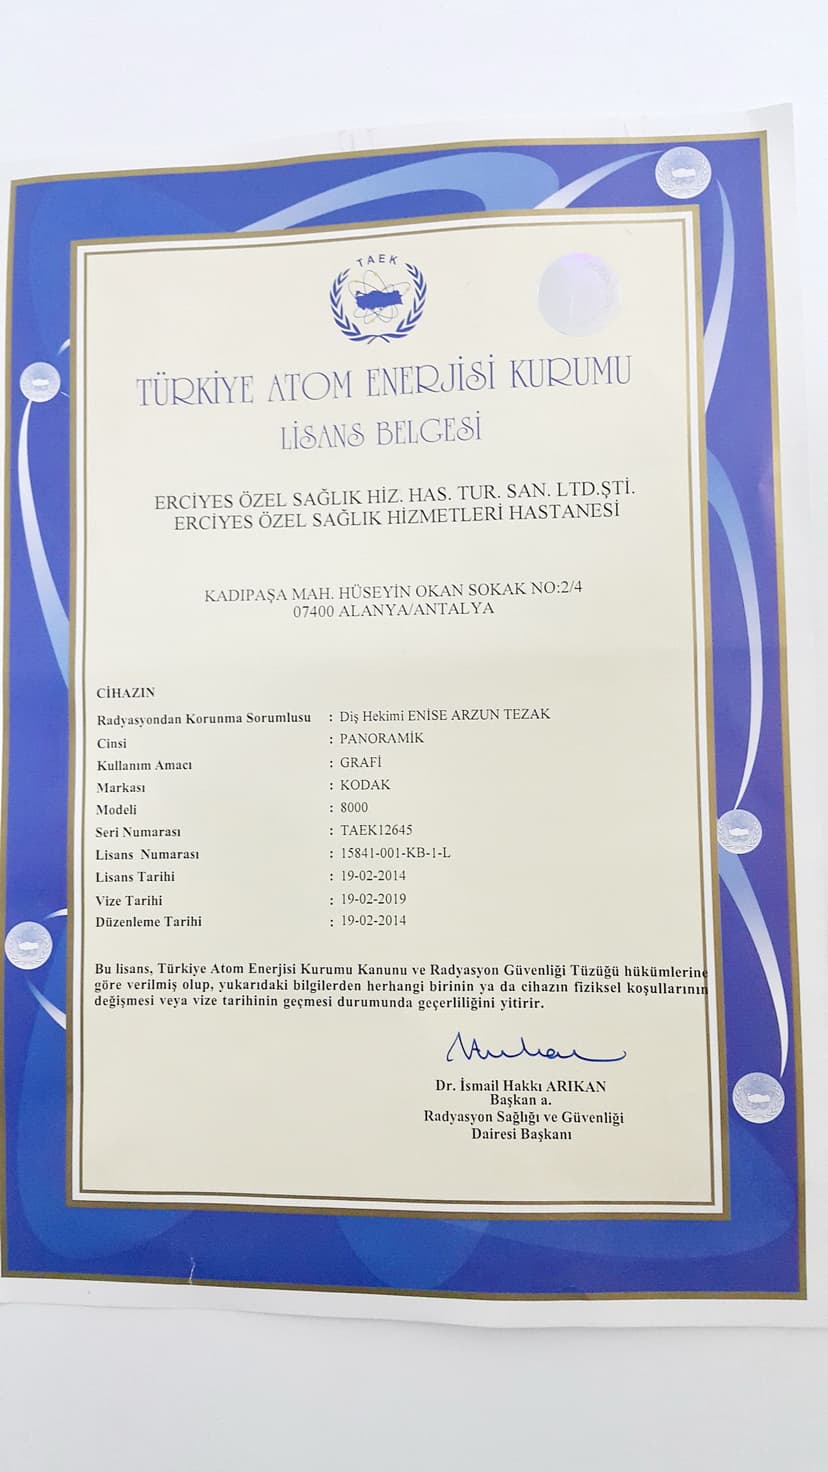 TAEK
TÜRKİYE ATOM ENERJİSİ KURUMU
LİSANS BELGESİ
ERCİYES ÖZEL SAĞLIK HİZ. HAS. TUR. SAN. LTD.ŞTİ.
ERCİYES ÖZEL SAĞLIK HİZMETLERİ HASTANESİ
KADIPAŞA MAH. HÜSEYİN OKAN SOKAK NO:2/4
07400 ALANYA/ANTALYA
CİHAZIN
Radyasyondan Korunma Sorumlusu : Diş Hekimi ENİSE ARZUN TEZAK
Cinsi : PANORAMİK
Kullanım Amacı : GRAFİ
Markası : KODAK
Modeli : 8000
Seri Numarası : TAEK12645
Lisans Numarası : 15841-001-KB-1-L
Lisans Tarihi : 19-02-2014
Vize Tarihi : 19-02-2019
Düzenleme Tarihi : 19-02-2014
Bu lisans, Türkiye Atom Enerjisi Kurumu Kanunu ve Radyasyon Güvenliği Tüzüğü hükümlerine
göre verilmiş olup, yukarıdaki bilgilerden herhangi birinin ya da cihazın fiziksel koşullarının
değişmesi veya vize tarihinin geçmesi durumunda geçerliliğini yitirir.
Dr. İsmail Hakkı ARIKAN
Başkan a.
Radyasyon Sağlığı ve Güvenliği
Dairesi Başkanı